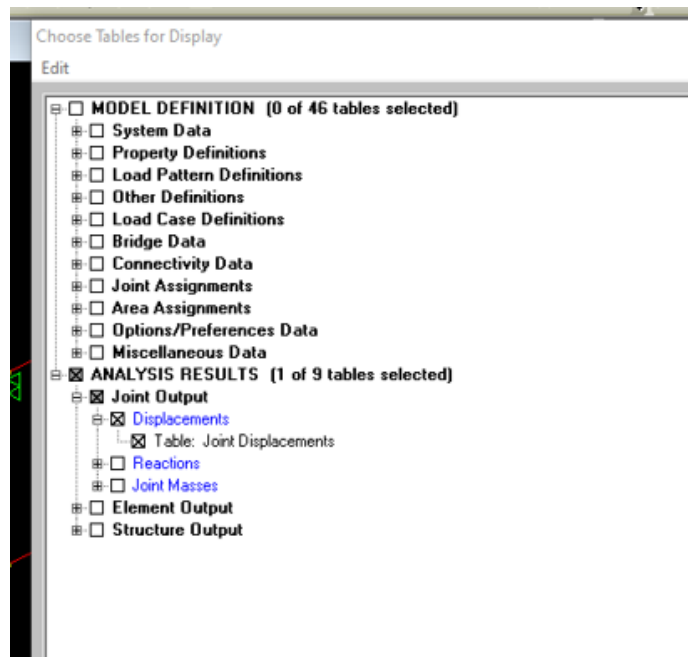 Choose Tables for Display
Edit
MODEL DEFINITION (0 of 46 tables selected)
System Data
Property Definitions
Load Pattern Definitions
Other Definitions
Load Case Definitions
Bridge Data
Connectivity Data
Joint Assignments
Area Assignments
Options/Preferences Data
Miscellaneous Data
ANALYSIS RESULTS (1 of 9 tables selected)
Joint Output
Displacements
Table: Joint Displacements
Reactions
Joint Masses
Element Output
Structure Output